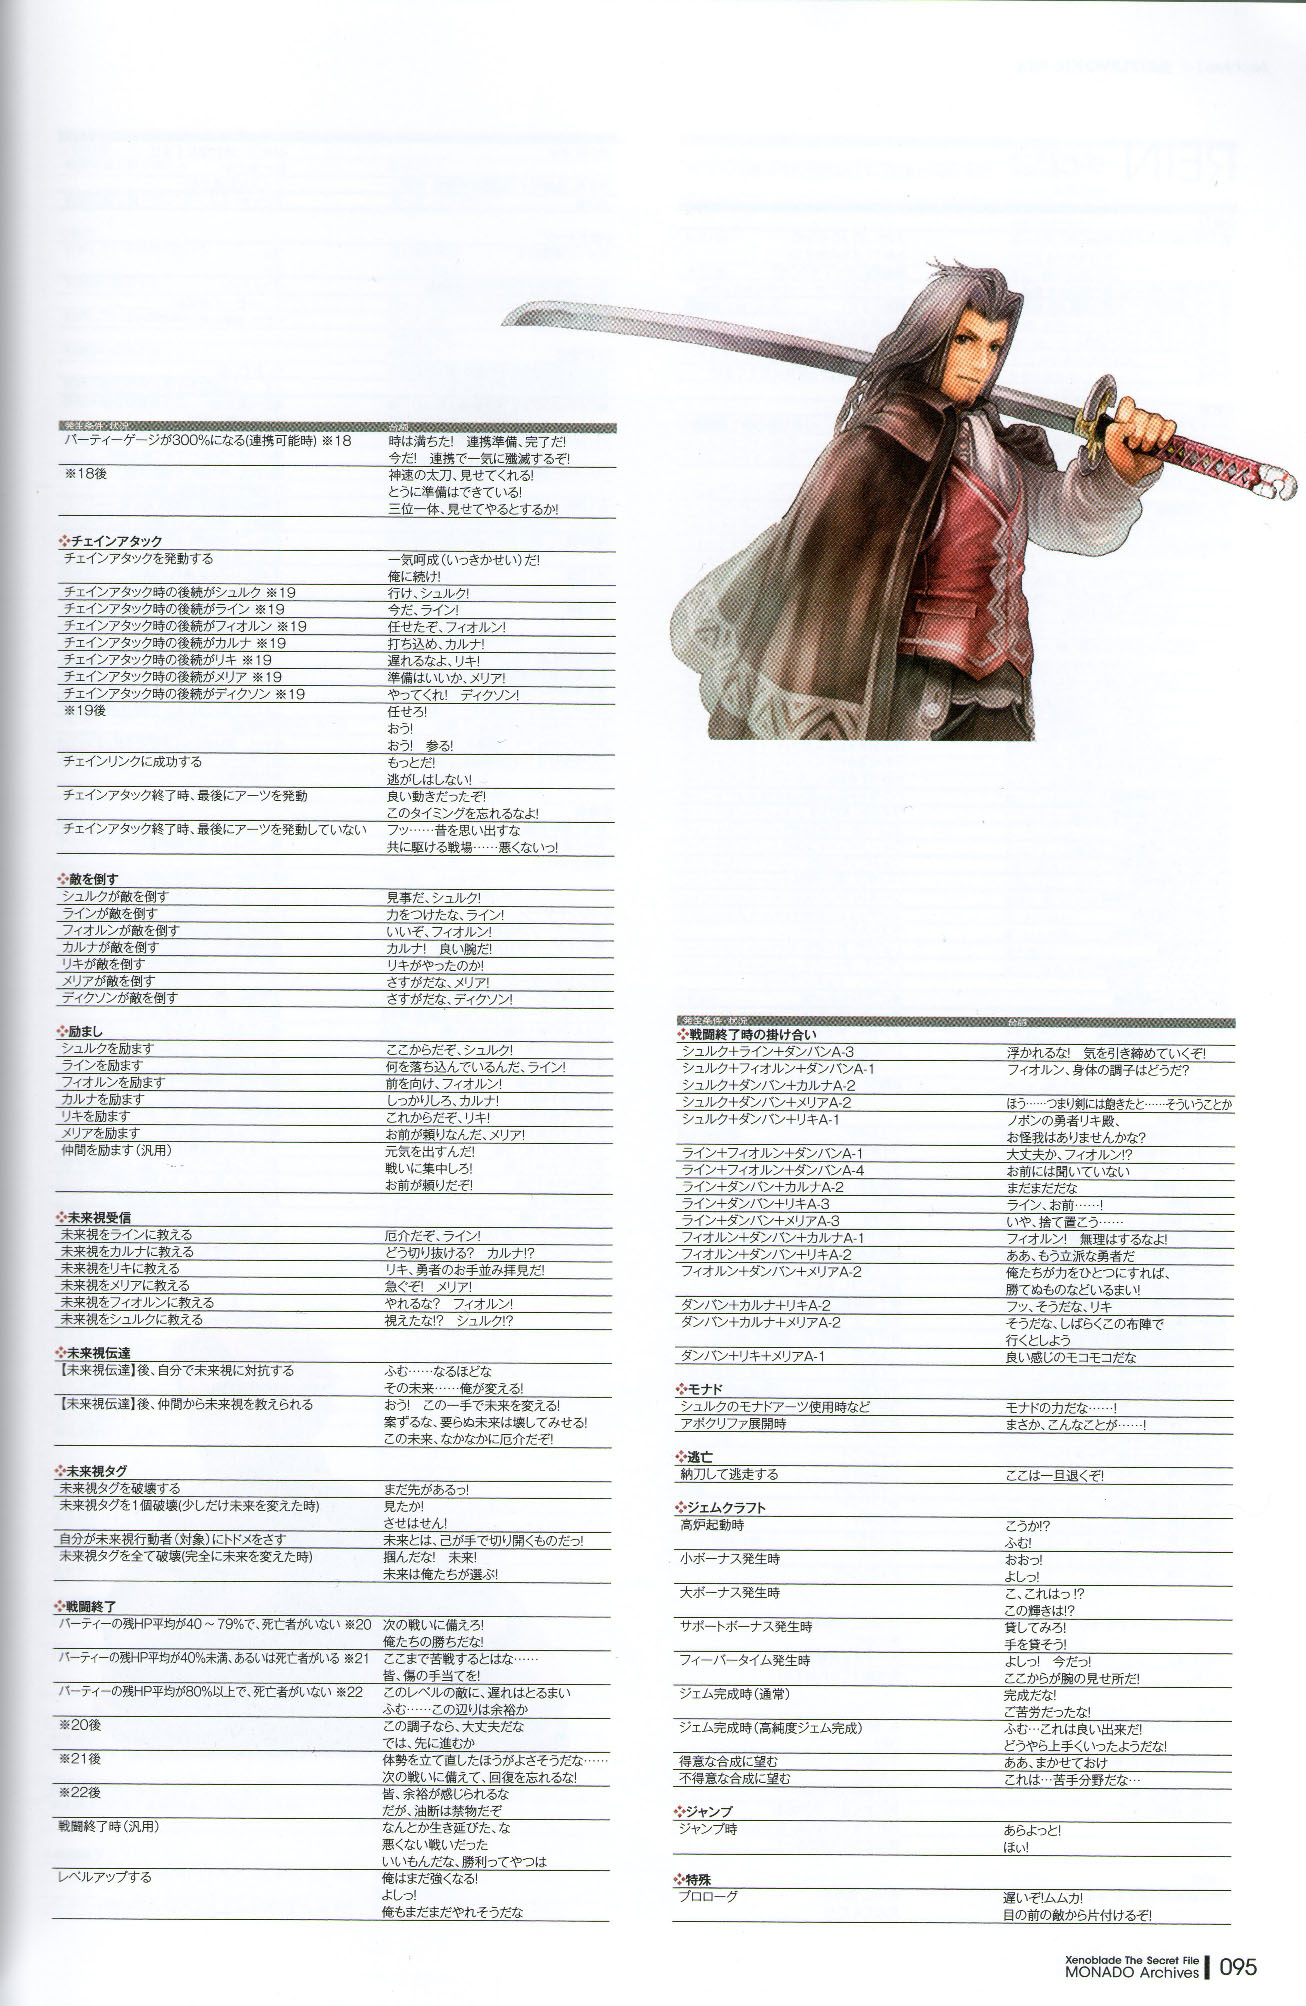 発生条件・状況 台詞
パーティーゲージが300%になる(連携可能時) ※18 時は満ちた! 連携準備、完了だ!
今だ! 連携で一気に殲滅するぞ!
※18後 神速の太刀、見せてくれる!
とうに準備はできている!
三位一体、見せてやるとするか!
チェインアタック
チェインアタックを発動する 一気呵成(いっきかせい)だ!
俺に続け!
チェインアタック時の後続がシュルク ※19 行け、シュルク!
チェインアタック時の後続がライン ※19 今だ、ライン!
チェインアタック時の後続がフィオルン ※19 任せたぞ、フィオルン!
チェインアタック時の後続がカルナ ※19 打ち込め、カルナ!
チェインアタック時の後続がリキ ※19 遅れるなよ、リキ!
チェインアタック時の後続がメリア ※19 準備はいいか、メリア!
チェインアタック時の後続がディクソン ※19 やってくれ! ディクソン!
※19後 任せろ!
おう!
おう! 参る!
チェインリンクに成功する もっとだ!
逃がしはしない!
チェインアタック終了時、最後にアーツを発動 良い動きだったぞ!
このタイミングを忘れるなよ!
チェインアタック終了時、最後にアーツを発動していない フッ……昔を思い出すな
共に駆ける戦場……悪くないっ!
敵を倒す
シュルクが敵を倒す 見事だ、シュルク!
ラインが敵を倒す 力をつけたな、ライン!
フィオルンが敵を倒す いいぞ、フィオルン!
カルナが敵を倒す カルナ! 良い腕だ!
リキが敵を倒す リキがやったのか!
メリアが敵を倒す さすがだな、メリア!
ディクソンが敵を倒す さすがだな、ディクソン!
励まし
シュルクを励ます ここからだぞ、シュルク!
ラインを励ます 何を落ち込んでいるんだ、ライン!
フィオルンを励ます 前を向け、フィオルン!
カルナを励ます しっかりしろ、カルナ!
リキを励ます これからだぞ、リキ!
メリアを励ます お前が頼りなんだ、メリア!
仲間を励ます(汎用) 元気を出すんだ!
戦いに集中しろ!
お前が頼りだぞ!
未来視受信
未来視をラインに教える 厄介だぞ、ライン!
未来視をカルナに教える どう切り抜ける? カルナ!?
未来視をリキに教える リキ、勇者のお手並み拝見だ!
未来視をメリアに教える 急ぐぞ! メリア!
未来視をフィオルンに教える やれるな? フィオルン!
未来視をシュルクに教える 視えたな!? シュルク!?
未来視伝達
【未来視伝達】後、自分で未来視に対抗する ふむ……なるほどな
その未来……俺が変える!
【未来視伝達】後、仲間から未来視を教えられる おう! この一手で未来を変える!
案ずるな、要らぬ未来は壊してみせる!
この未来、なかなかに厄介だぞ!
未来視タグ
未来視タグを破壊する まだ先があるっ!
未来視タグを1個破壊(少しだけ未来を変えた時) 見たか!
させはせん!
自分が未来視行動者(対象)にトドメをさす 未来とは、己が手で切り開くものだっ!
未来視タグを全て破壊(完全に未来を変えた時) 掴んだな! 未来!
未来は俺たちが選ぶ!
戦闘終了
パーティーの残HP平均が40～79%で、死亡者がいない ※20 次の戦いに備えろ!
俺たちの勝ちだな!
パーティーの残HP平均が40%未満、あるいは死亡者がいる ※21 ここまで苦戦するとはな……
皆、傷の手当てを!
パーティーの残HP平均が80%以上で、死亡者がいない ※22 このレベルの敵に、遅れはとるまい
ふむ……この辺りは余裕か
※20後 この調子なら、大丈夫だな
では、先に進むか
※21後 体勢を立て直したほうがよさそうだな……
次の戦いに備えて、回復を忘れるな!
※22後 皆、余裕が感じられるな
だが、油断は禁物だぞ
戦闘終了時(汎用) なんとか生き延びた、な
悪くない戦いだった
いいもんだな、勝利ってやつは
レベルアップする 俺はまだ強くなる!
よしっ!
俺もまだまだやれそうだな
発生条件・状況 台詞
戦闘終了時の掛け合い
シュルク+ライン+ダンバンA-3 浮かれるな! 気を引き締めていくぞ!
シュルク+フィオルン+ダンバンA-1 フィオルン、身体の調子はどうだ?
シュルク+ダンバン+カルナA-2
シュルク+ダンバン+メリアA-2 ほう……つまり剣には飽きたと……そういうことか
シュルク+ダンバン+リキA-1 ノポンの勇者リキ殿、
お怪我はありませんかな?
ライン+フィオルン+ダンバンA-1 大丈夫か、フィオルン!?
ライン+フィオルン+ダンバンA-4 お前には聞いていない
ライン+ダンバン+カルナA-2 まだまだだな
ライン+ダンバン+リキA-3 ライン、お前……!
ライン+ダンバン+メリアA-3 いや、捨て置こう……
フィオルン+ダンバン+カルナA-1 フィオルン! 無理はするなよ!
フィオルン+ダンバン+リキA-2 ああ、もう立派な勇者だ
フィオルン+ダンバン+メリアA-2 俺たちが力をひとつにすれば、
勝てぬものなどいるまい!
ダンバン+カルナ+リキA-2 フッ、そうだな、リキ
ダンバン+カルナ+メリアA-2 そうだな、しばらくこの布陣で
行くとしよう
ダンバン+リキ+メリアA-1 良い感じのモコモコだな
モナド
シュルクのモナドアーツ使用時など モナドの力だな……!
アポクリファ展開時 まさか、こんなことが……!
逃亡
納刀して逃走する ここは一旦退くぞ!
ジェムクラフト
高炉起動時 こうか!?
ふむ!
小ボーナス発生時 おおっ!
よしっ!
大ボーナス発生時 こ、これはっ!?
この輝きは!?
サポートボーナス発生時 貸してみろ!
手を貸そう!
フィーバータイム発生時 よしっ! 今だっ!
ここからが腕の見せ所だ!
ジェム完成時(通常) 完成だな!
ご苦労だったな!
ジェム完成時(高純度ジェム完成) ふむ…これは良い出来だ!
どうやら上手くいったようだな!
得意な合成に望む ああ、まかせておけ
不得意な合成に望む これは…苦手分野だな…
ジャンプ
ジャンプ時 あらよっと!
ほい!
特殊
プロローグ 遅いぞ!ムムカ!
目の前の敵から片付けるぞ!
Xenoblade The Secret File
MONADO Archives 095